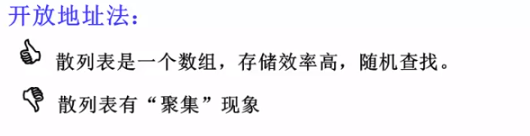 开放地址法：
散列表是一个数组，存储效率高，随机查找。
散列表有“聚集”现象